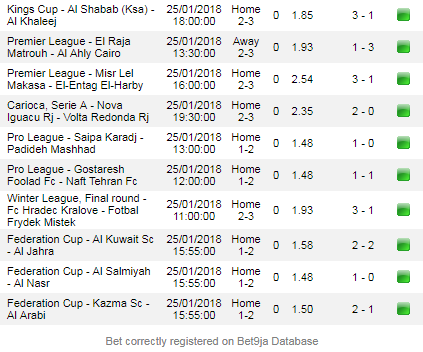 Kings Cup - Al Shabab (Ksa) - Al Khaleej 25/01/2018 18:00:00 Home 2-3 0 1.85 3 - 1
Premier League - El Raja Matrouh - Al Ahly Cairo 25/01/2018 13:30:00 Away 2-3 0 1.93 1 - 3
Premier League - Misr Lel Makasa - El-Entag El-Harby 25/01/2018 16:00:00 Home 2-3 0 2.54 3 - 1
Carioca, Serie A - Nova Iguacu Rj - Volta Redonda Rj 25/01/2018 19:30:00 Home 2-3 0 2.35 2 - 0
Pro League - Saipa Karadj - Padideh Mashhad 25/01/2018 13:00:00 Home 1-2 0 1.48 1 - 0
Pro League - Gostaresh Foolad Fc - Naft Tehran Fc 25/01/2018 12:00:00 Home 1-2 0 1.48 1 - 1
Winter League, Final round - Fc Hradec Kralove - Fotbal Frydek Mistek 25/01/2018 11:00:00 Home 2-3 0 1.93 3 - 1
Federation Cup - Al Kuwait Sc - Al Jahra 25/01/2018 15:55:00 Home 1-2 0 1.58 2 - 2
Federation Cup - Al Salmiyah - Al Nasr 25/01/2018 15:55:00 Home 1-2 0 1.48 1 - 0
Federation Cup - Kazma Sc - Al Arabi 25/01/2018 15:55:00 Home 1-2 0 1.50 2 - 1
Bet correctly registered on Bet9ja Database